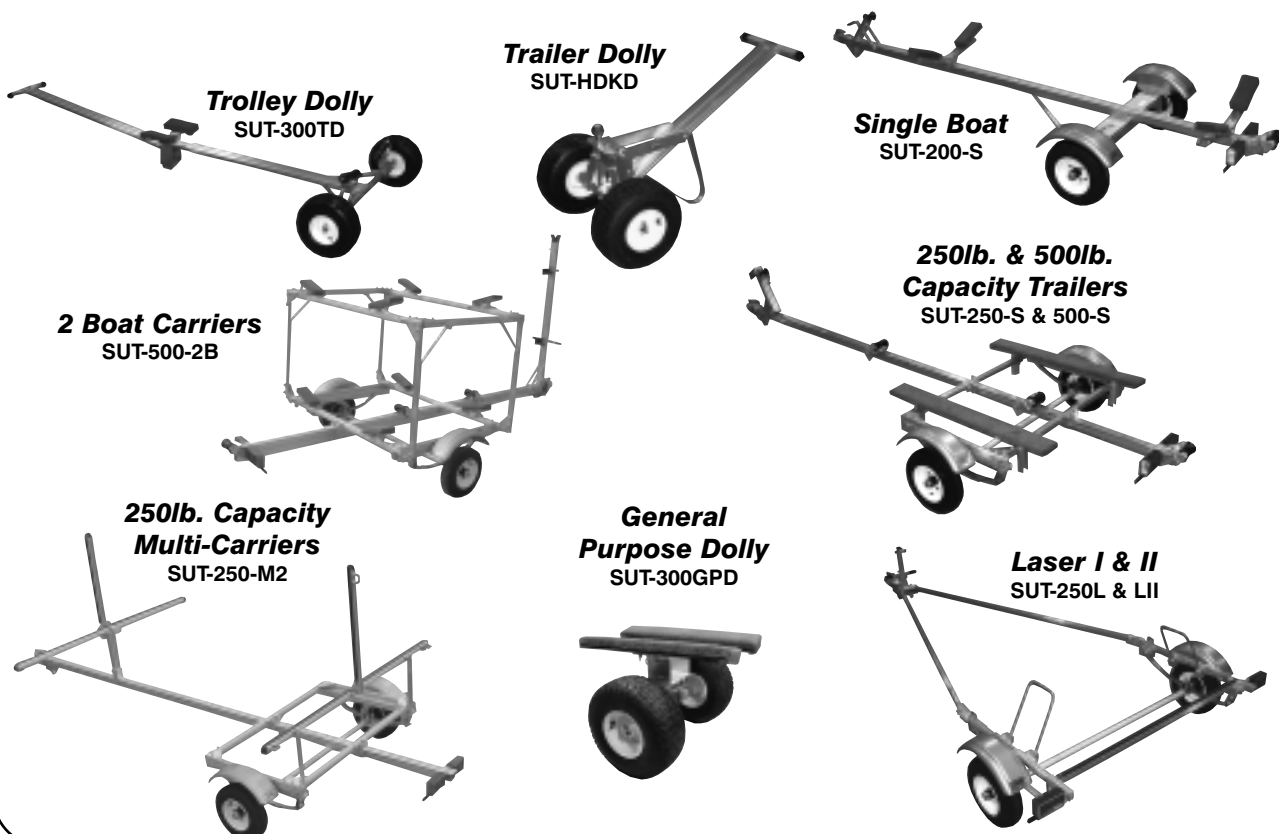 Trolley Dolly
SUT-300TD
Trailer Dolly
SUT-HDKD
Single Boat
SUT-200-S
2 Boat Carriers
SUT-500-2B
250lb. & 500lb.
Capacity Trailers
SUT-250-S & 500-S
250lb. Capacity
Multi-Carriers
SUT-250-M2
General
Purpose Dolly
SUT-300GPD
Laser I & II
SUT-250L & LII